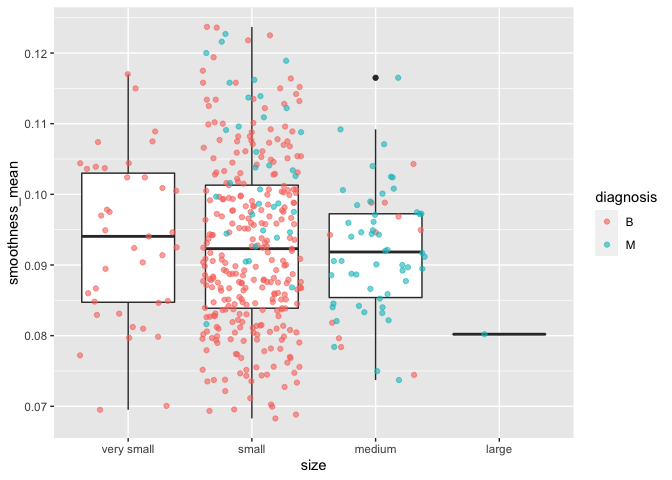 0.12
0.11
0.10
0.09
0.08
0.07
smoothness_mean
very small
small
medium
large
size
diagnosis
B
M